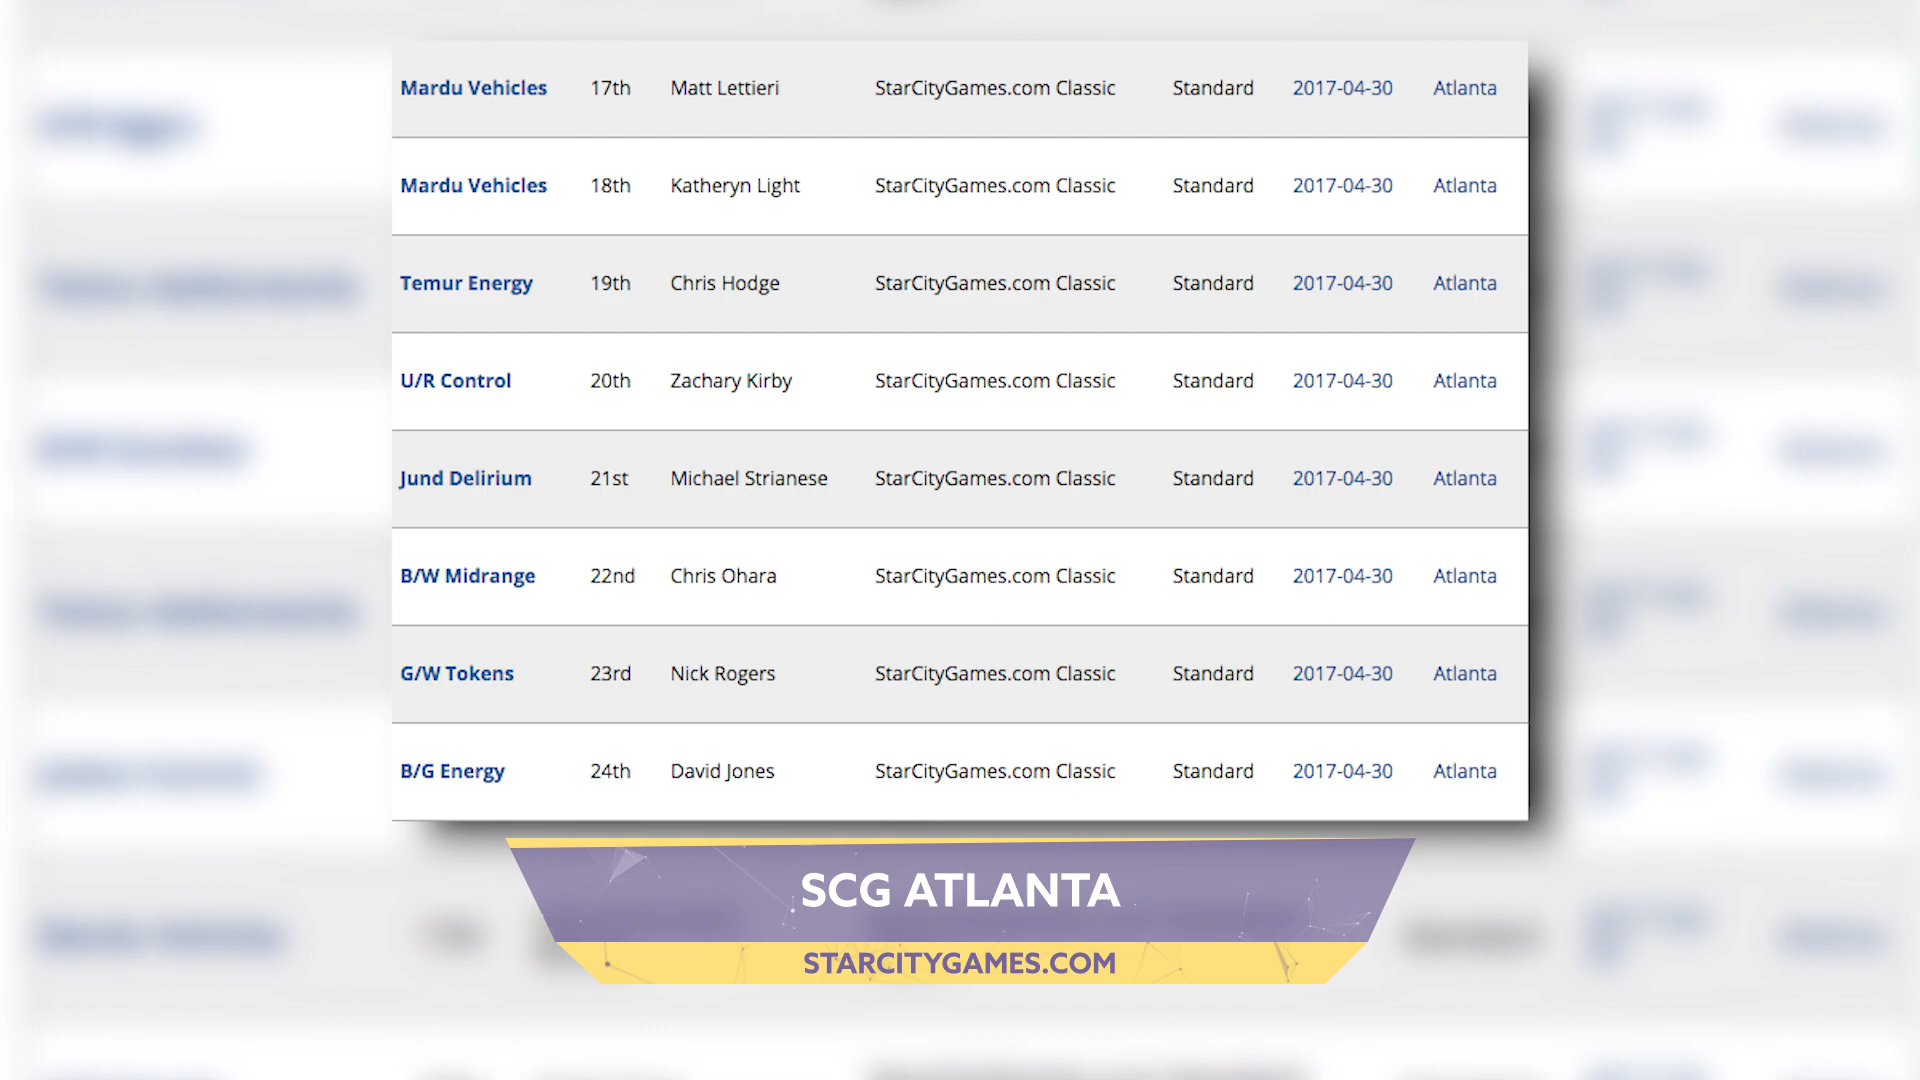 Mardu Vehicles 17th Matt Lettieri StarCityGames.com Classic Standard 2017-04-30 Atlanta
Mardu Vehicles 18th Katheryn Light StarCityGames.com Classic Standard 2017-04-30 Atlanta
Temur Energy 19th Chris Hodge StarCityGames.com Classic Standard 2017-04-30 Atlanta
U/R Control 20th Zachary Kirby StarCityGames.com Classic Standard 2017-04-30 Atlanta
Jund Delirium 21st Michael Strianese StarCityGames.com Classic Standard 2017-04-30 Atlanta
B/W Midrange 22nd Chris Ohara StarCityGames.com Classic Standard 2017-04-30 Atlanta
G/W Tokens 23rd Nick Rogers StarCityGames.com Classic Standard 2017-04-30 Atlanta
B/G Energy 24th David Jones StarCityGames.com Classic Standard 2017-04-30 Atlanta
SCG ATLANTA
STARCITYGAMES.COM